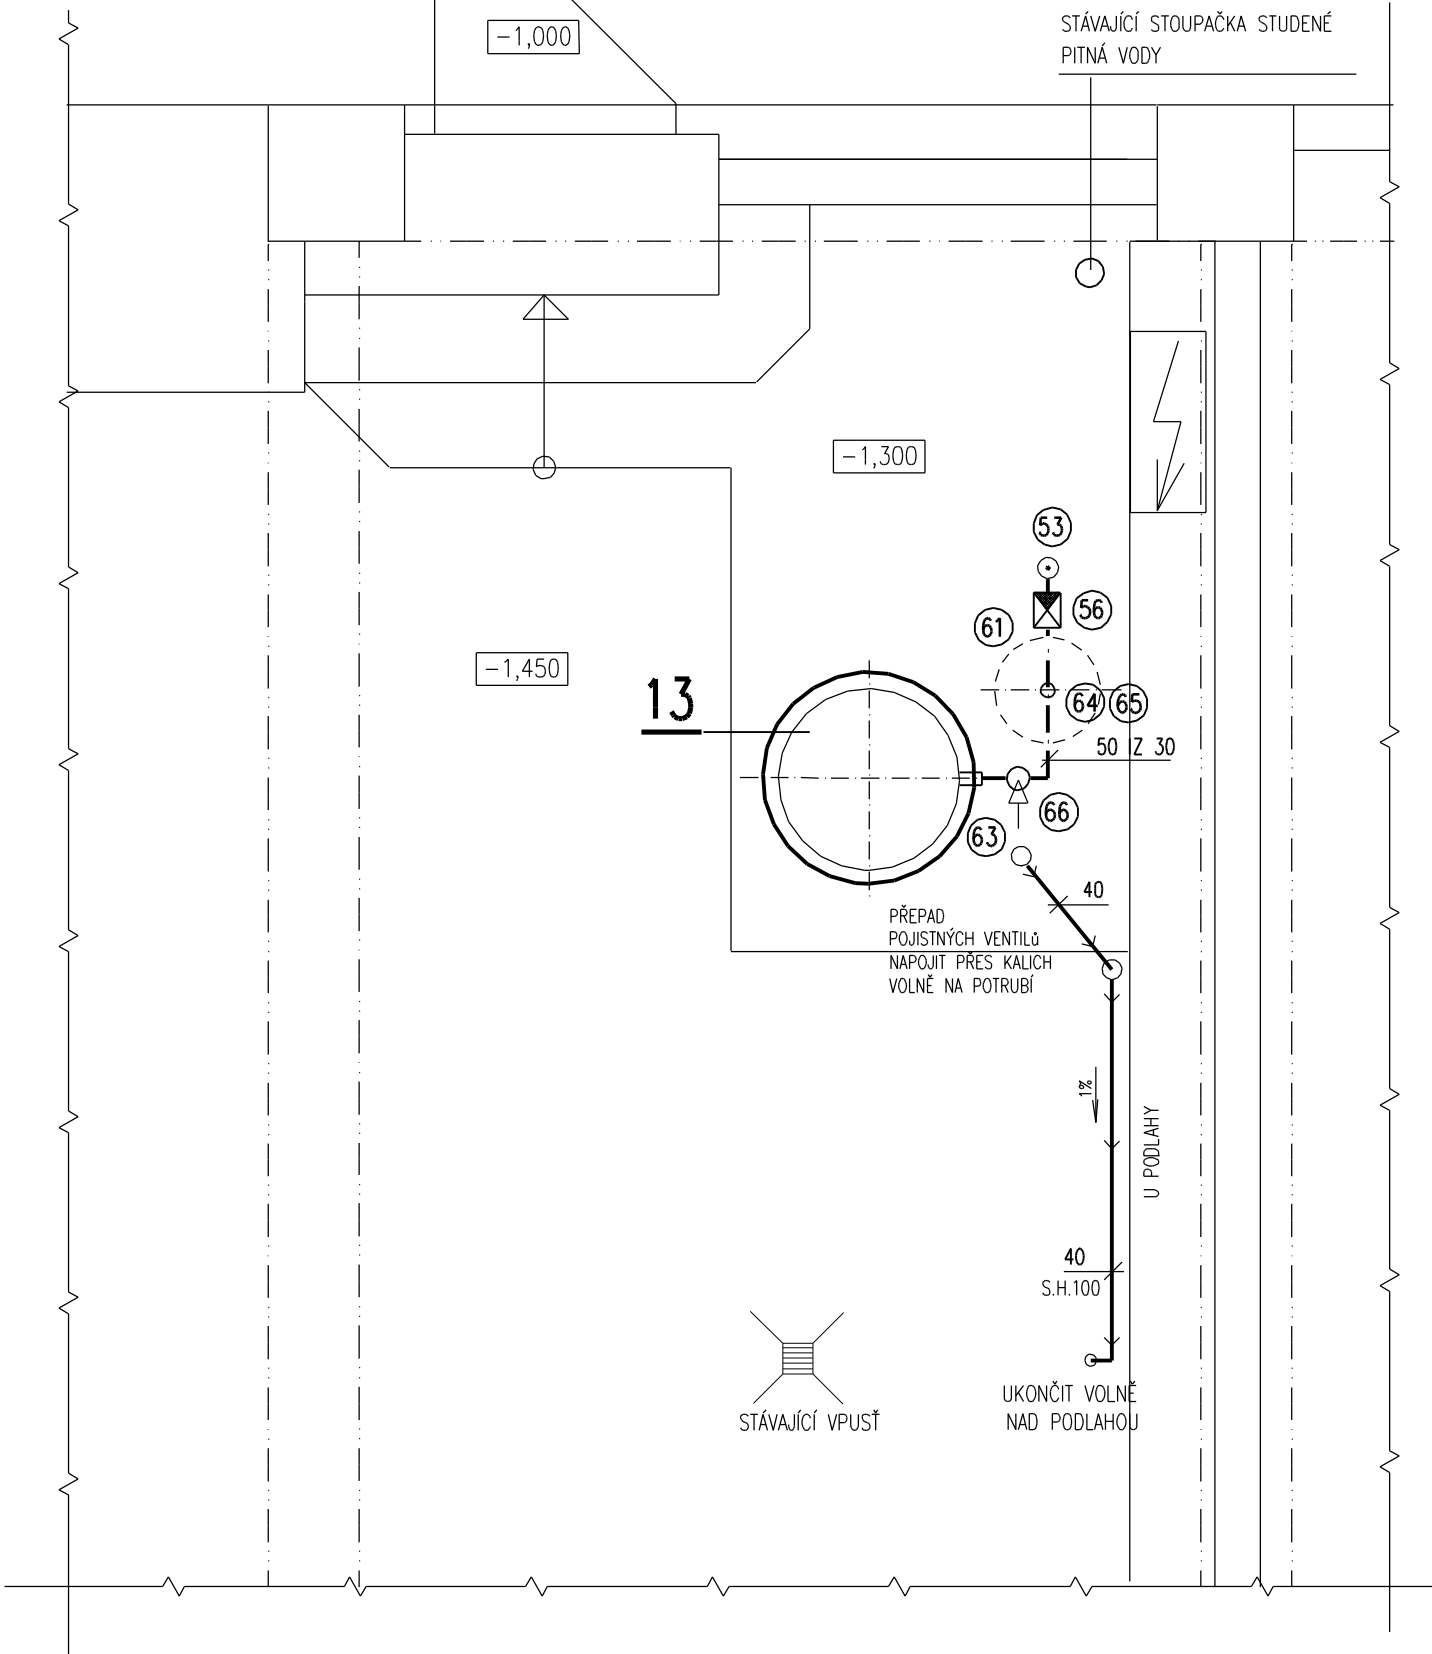 STÁVAJÍCÍ STOUPAČKA STUDENÉ
PITNÁ VODY
-1,000
-1,300
53
56
61
-1,450
13
64 65
50 IZ 30
66
63
40
PŘEPAD
POJISTNÝCH VENTILů
NAPOJIT PŘES KALICH
VOLNĚ NA POTRUBÍ
1%
U PODLAHY
40
S.H.100
UKONČIT VOLNĚ
NAD PODLAHOU
STÁVAJÍCÍ VPUSŤ